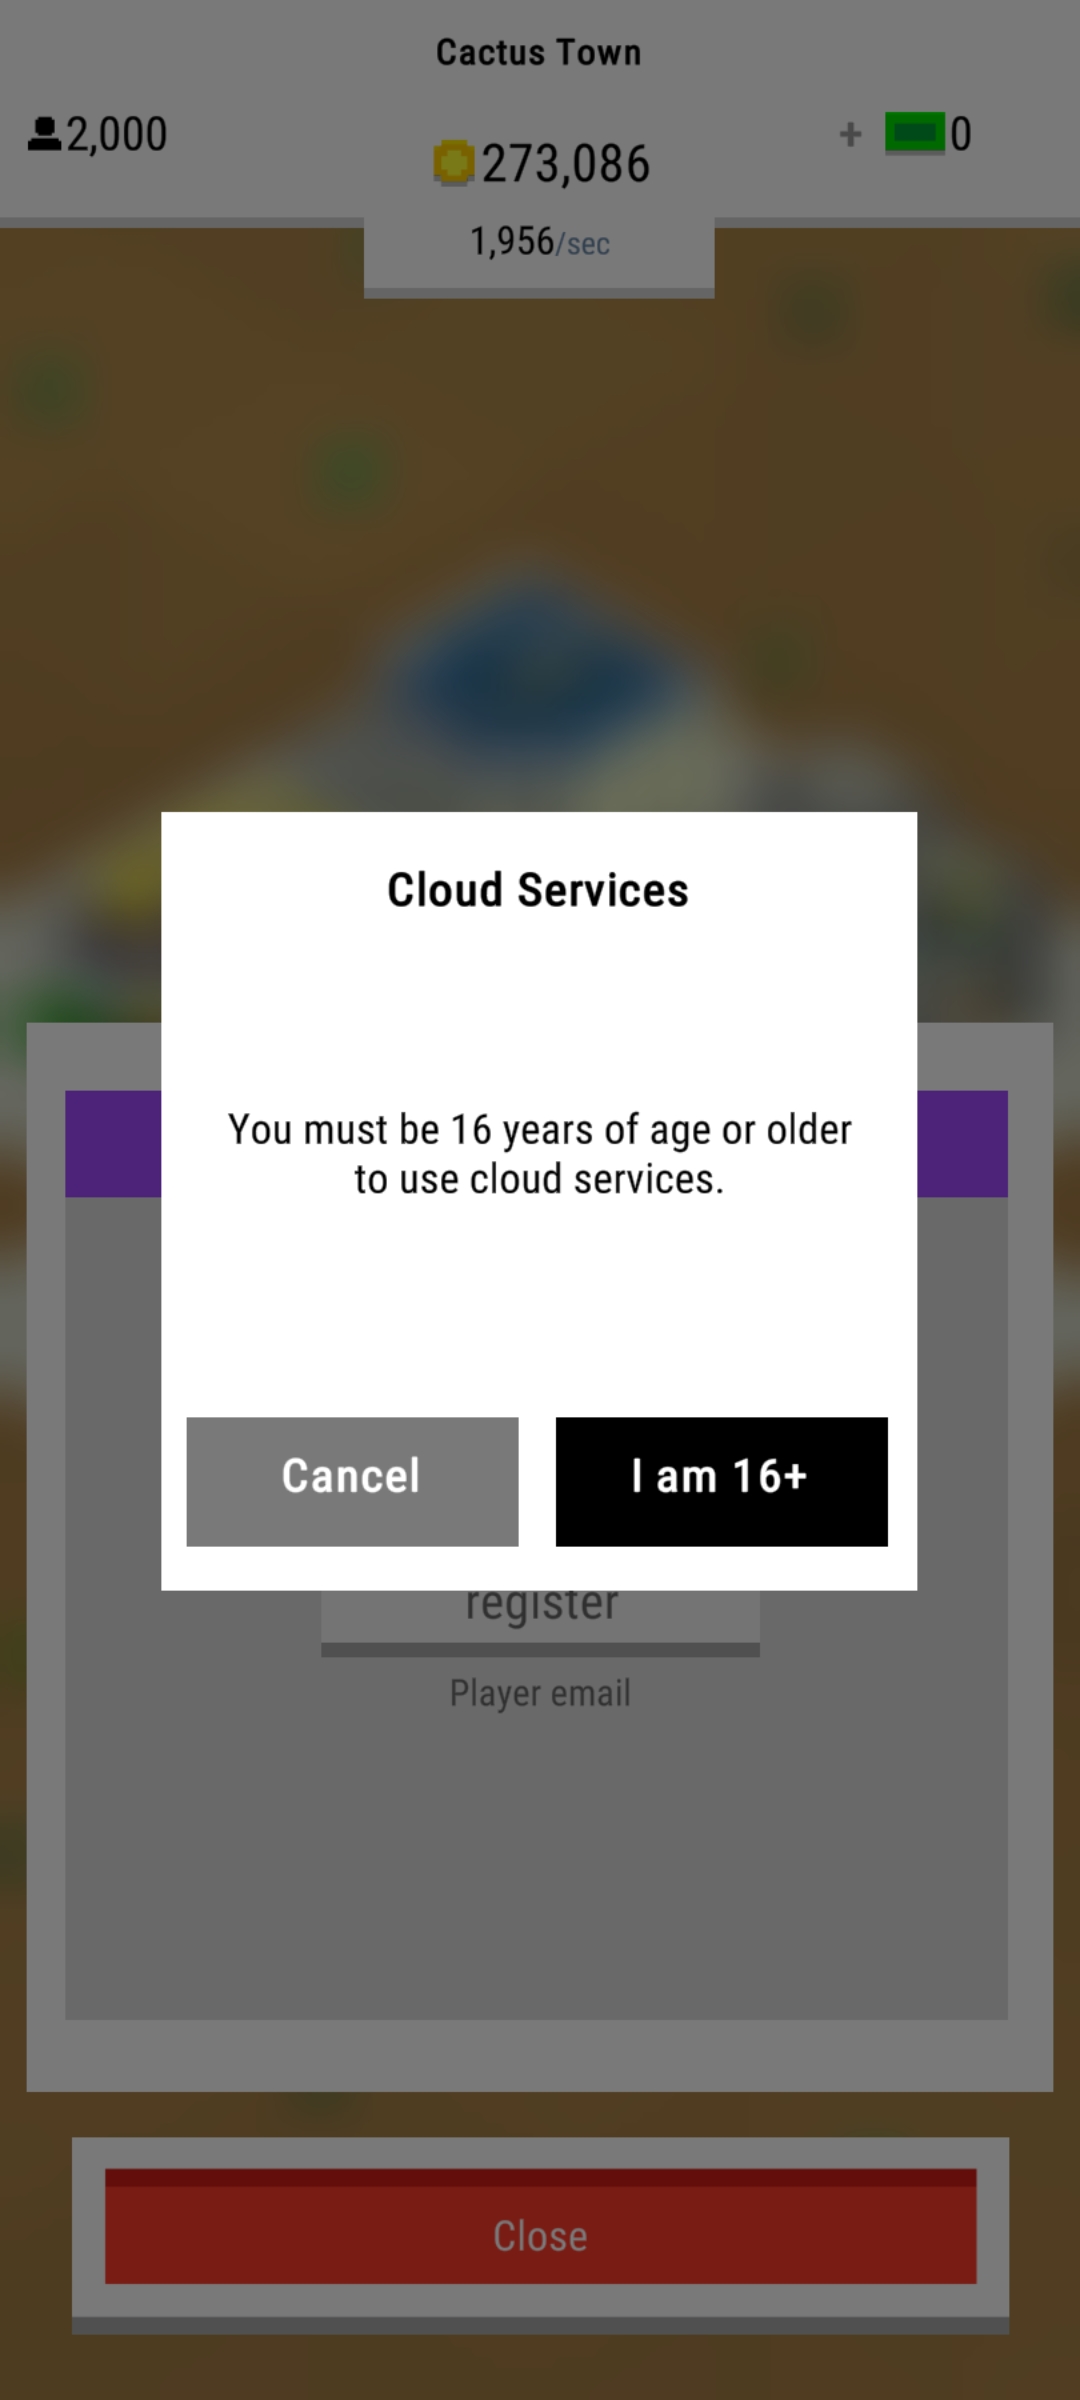 Cactus Town
2,000
273,086
+ 0
1,956/sec
Cloud Services
You must be 16 years of age or older
to use cloud services.
Cancel
I am 16+
register
Player email
Close